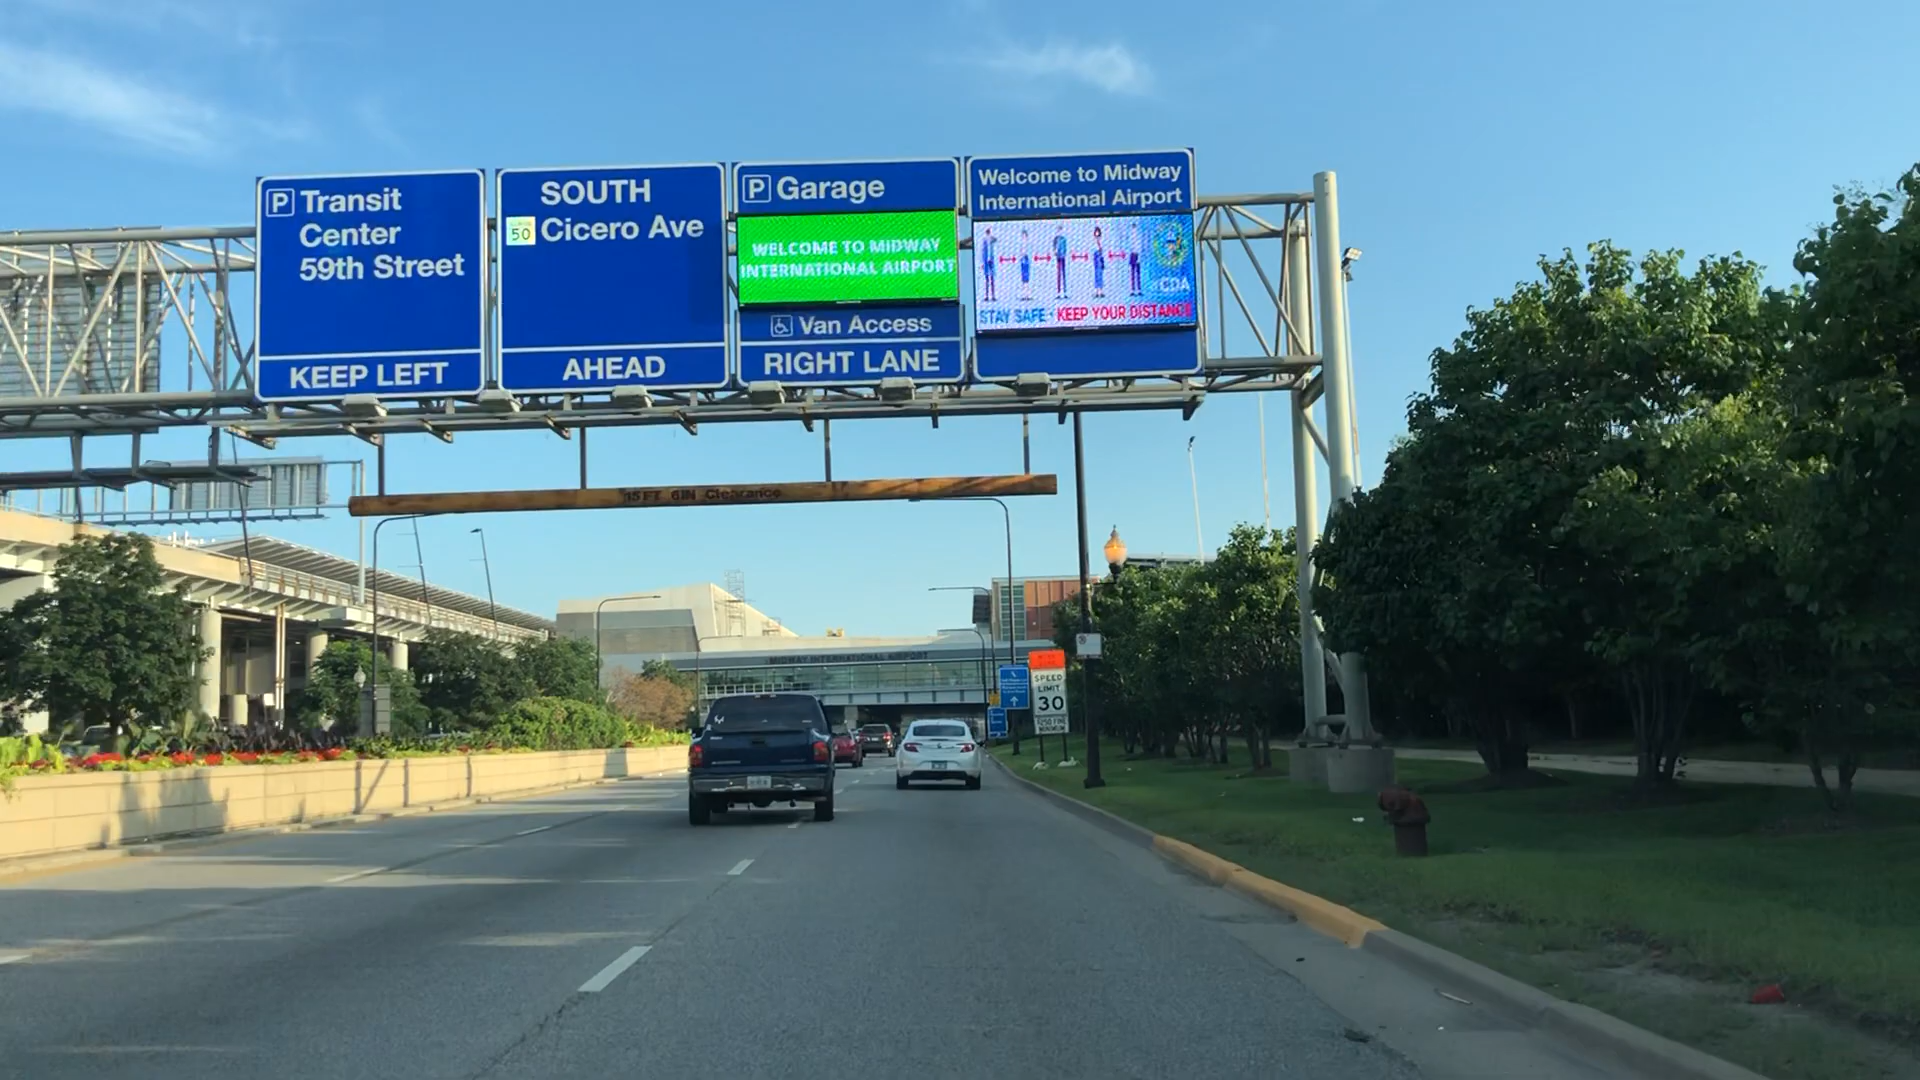 P Transit
Center
59th Street
KEEP LEFT
SOUTH
50 Cicero Ave
AHEAD
P Garage
WELCOME TO MIDWAY
INTERNATIONAL AIRPORT
Van Access
RIGHT LANE
Welcome to Midway
International Airport
CDA
STAY SAFE · KEEP YOUR DISTANCE
15 FT 6 IN Clearance
MIDWAY INTERNATIONAL AIRPORT
SPEED
LIMIT
30